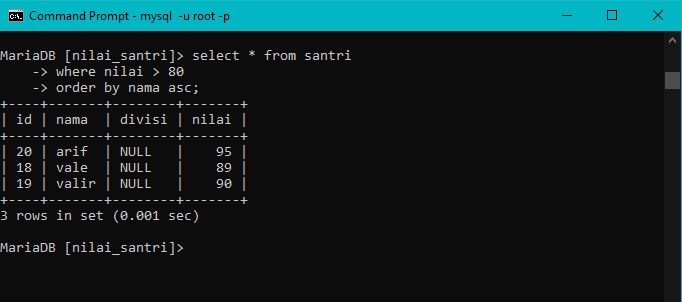 Command Prompt - mysql  -u root -p
MariaDB [nilai_santri]> select * from santri
    -> where nilai > 80
    -> order by nama asc;
+----+-------+--------+-------+
| id | nama  | divisi | nilai |
+----+-------+--------+-------+
| 20 | arif  | NULL   |    95 |
| 18 | vale  | NULL   |    89 |
| 19 | valir | NULL   |    90 |
+----+-------+--------+-------+
3 rows in set (0.001 sec)
MariaDB [nilai_santri]>